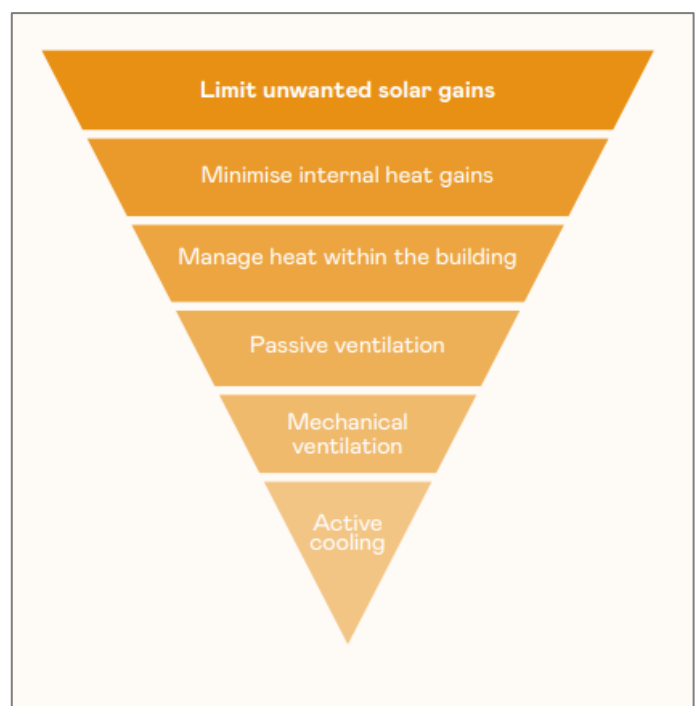 Limit unwanted solar gains
Minimise internal heat gains
Manage heat within the building
Passive ventilation
Mechanical
ventilation
Active
cooling